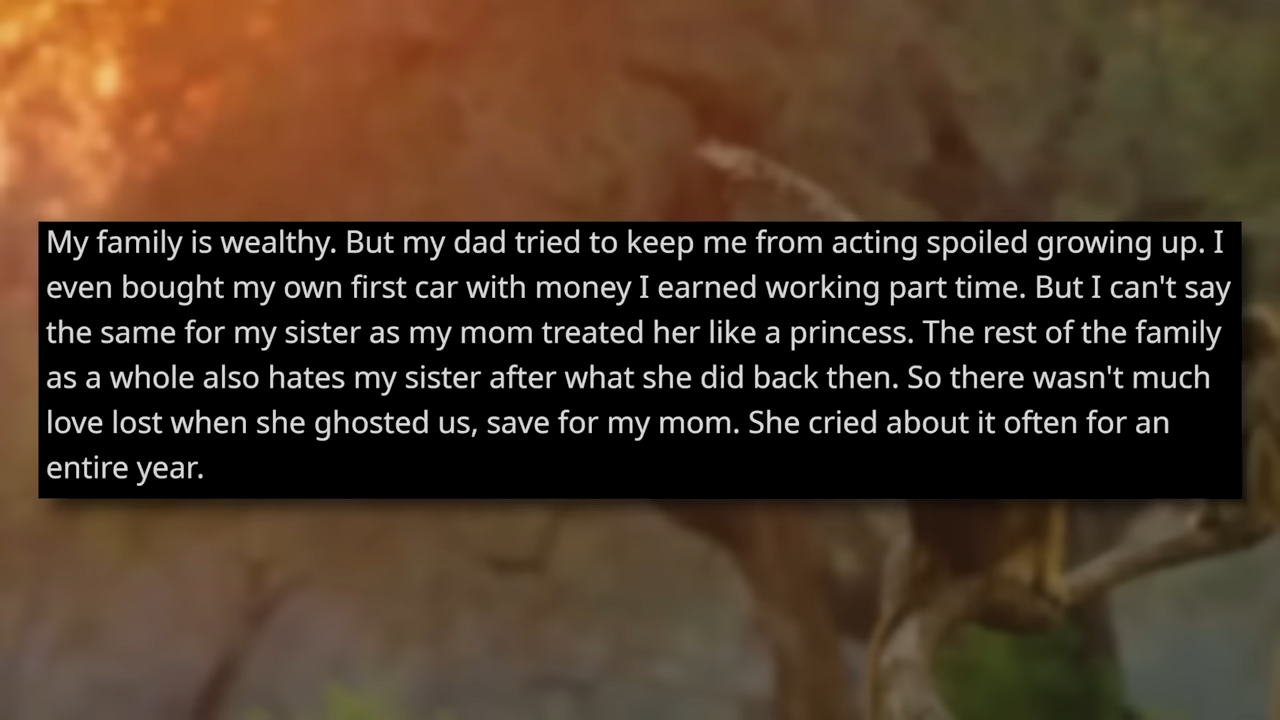 My family is wealthy. But my dad tried to keep me from acting spoiled growing up. I
even bought my own first car with money I earned working part time. But I can't say
the same for my sister as my mom treated her like a princess. The rest of the family
as a whole also hates my sister after what she did back then. So there wasn't much
love lost when she ghosted us, save for my mom. She cried about it often for an
entire year.